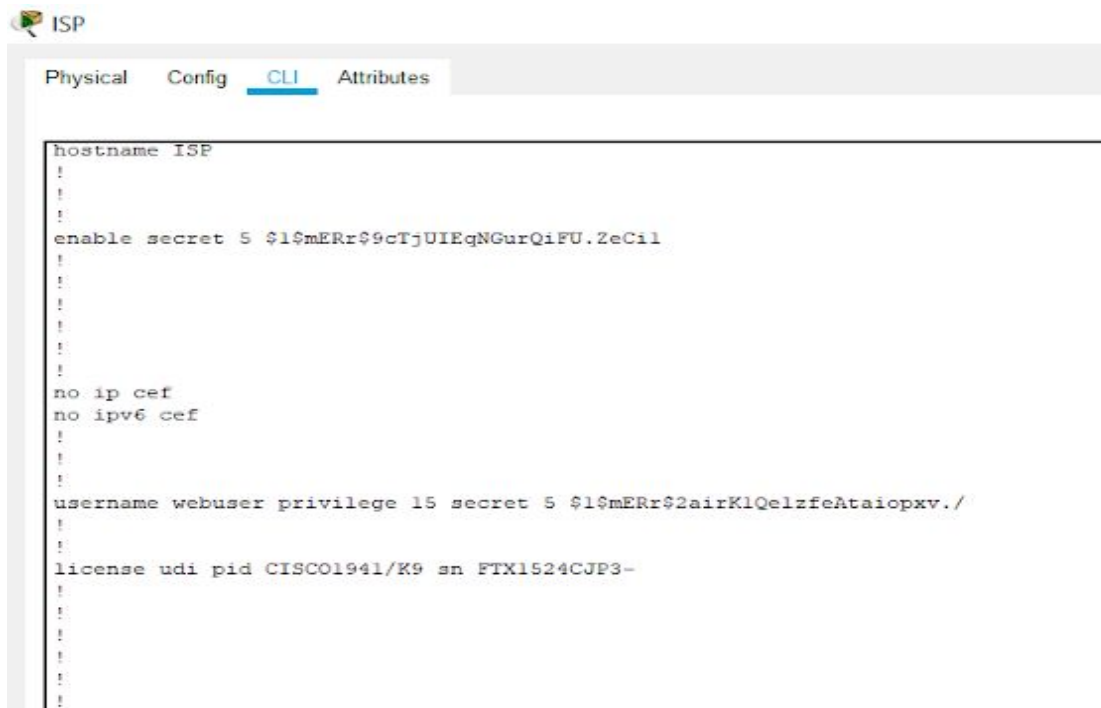 ISP
Physical Config CLI Attributes
hostname ISP
!
!
!
enable secret 5 $1$mERr$9cTjUIEqNGurQiFU.ZeCi1
!
!
!
!
!
!
no ip cef
no ipv6 cef
!
!
!
username webuser privilege 15 secret 5 $1$mERr$2airK1QelzfeAtaiopxv./
!
!
license udi pid CISCO1941/K9 sn FTX1524CJP3-
!
!
!
!
!
!